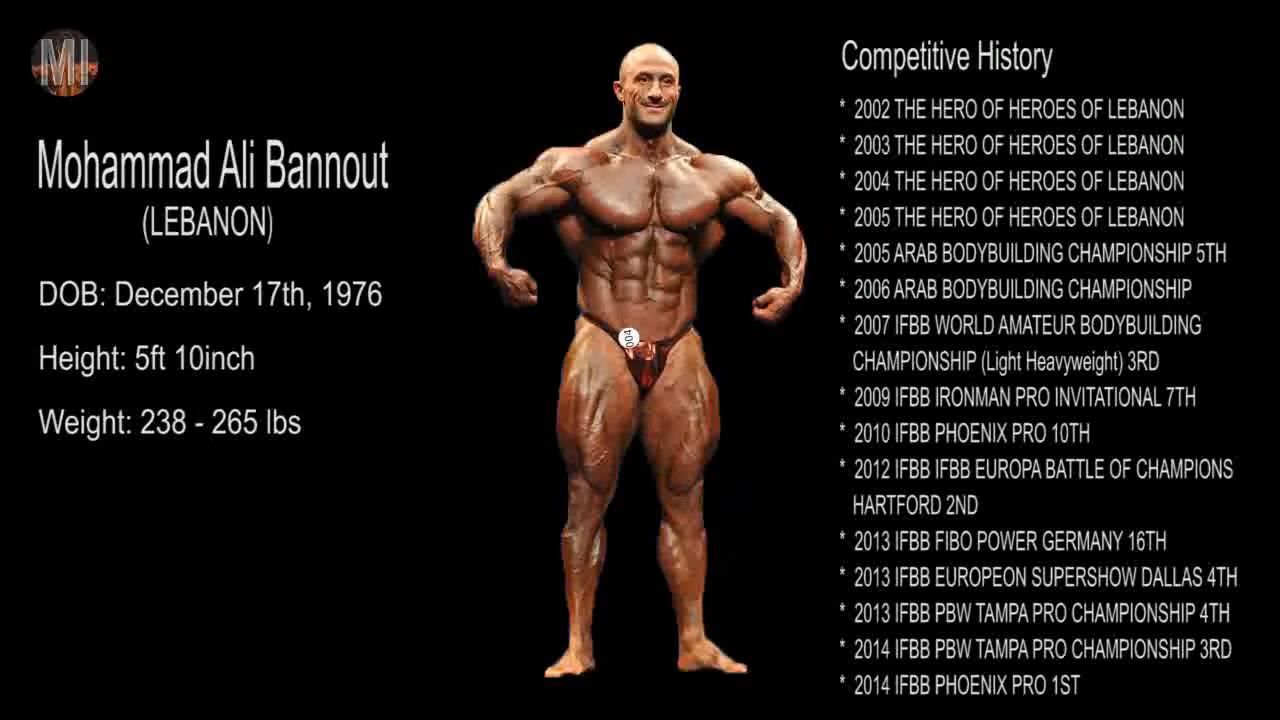 MI
Mohammad Ali Bannout
(LEBANON)
DOB: December 17th, 1976
Height: 5ft 10inch
Weight: 238 - 265 lbs
004
Competitive History
* 2002 THE HERO OF HEROES OF LEBANON
* 2003 THE HERO OF HEROES OF LEBANON
* 2004 THE HERO OF HEROES OF LEBANON
* 2005 THE HERO OF HEROES OF LEBANON
* 2005 ARAB BODYBUILDING CHAMPIONSHIP 5TH
* 2006 ARAB BODYBUILDING CHAMPIONSHIP
* 2007 IFBB WORLD AMATEUR BODYBUILDING
CHAMPIONSHIP (Light Heavyweight) 3RD
* 2009 IFBB IRONMAN PRO INVITATIONAL 7TH
* 2010 IFBB PHOENIX PRO 10TH
* 2012 IFBB IFBB EUROPA BATTLE OF CHAMPIONS
HARTFORD 2ND
* 2013 IFBB FIBO POWER GERMANY 16TH
* 2013 IFBB EUROPEON SUPERSHOW DALLAS 4TH
* 2013 IFBB PBW TAMPA PRO CHAMPIONSHIP 4TH
* 2014 IFBB PBW TAMPA PRO CHAMPIONSHIP 3RD
* 2014 IFBB PHOENIX PRO 1ST